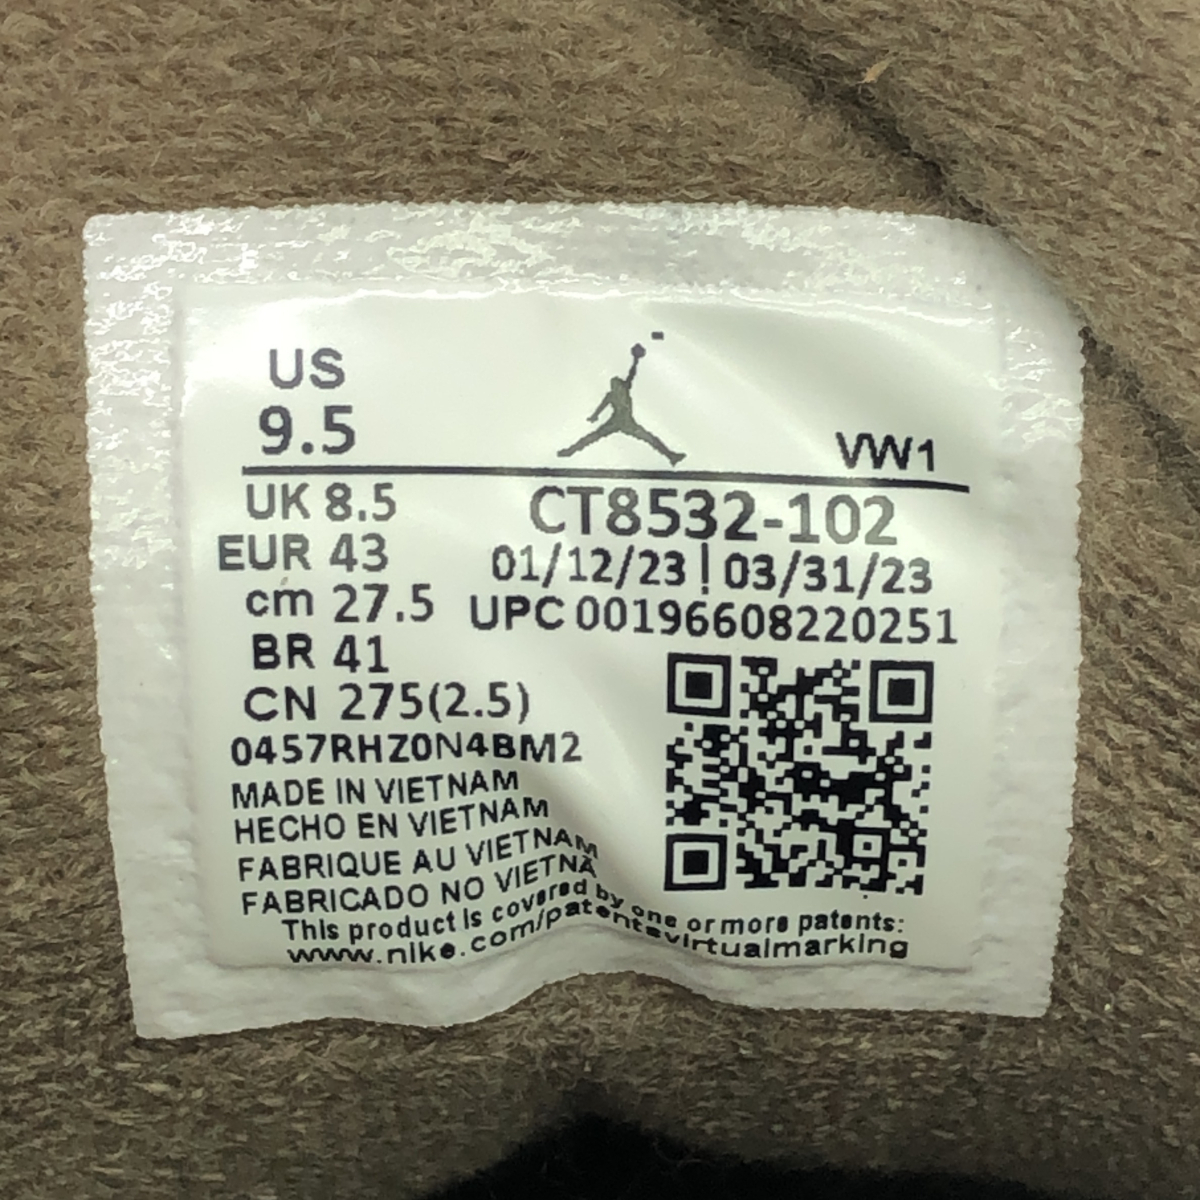 US
9.5
VW1
UK 8.5
EUR 43
cm 27.5
BR 41
CN 275(2.5)
CT8532-102
01/12/23 | 03/31/23
UPC 00196608220251
0457RHZ0N4BM2
MADE IN VIETNAM
HECHO EN VIETNAM
FABRIQUE AU VIETNAM
FABRICADO NO VIETNÃ
This product is covered by one or more patents:
www.nike.com/patentsvirtualmarking